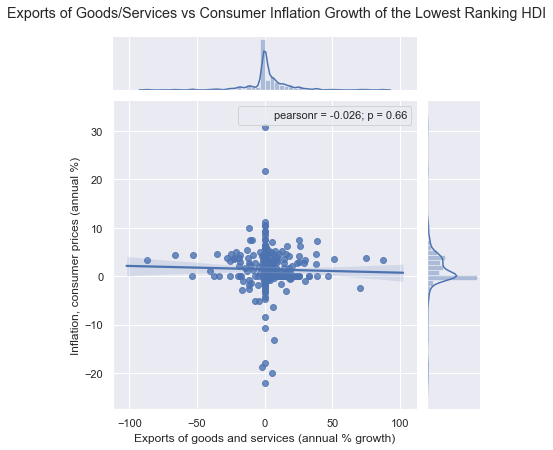 Exports of Goods/Services vs Consumer Inflation Growth of the Lowest Ranking HDI
pearsonr = -0.026; p = 0.66
30
20
10
0
−10
−20
Inflation, consumer prices (annual %)
−100 −50 0 50 100
Exports of goods and services (annual % growth)